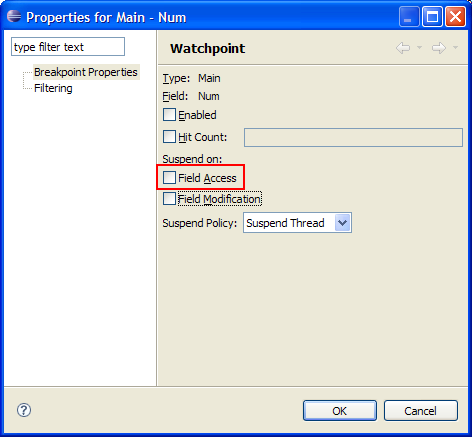 Properties for Main - Num
type filter text
Breakpoint Properties
Filtering
Watchpoint
Type: Main
Field: Num
Enabled
Hit Count:
Suspend on:
Field Access
Field Modification
Suspend Policy: Suspend Thread
OK Cancel